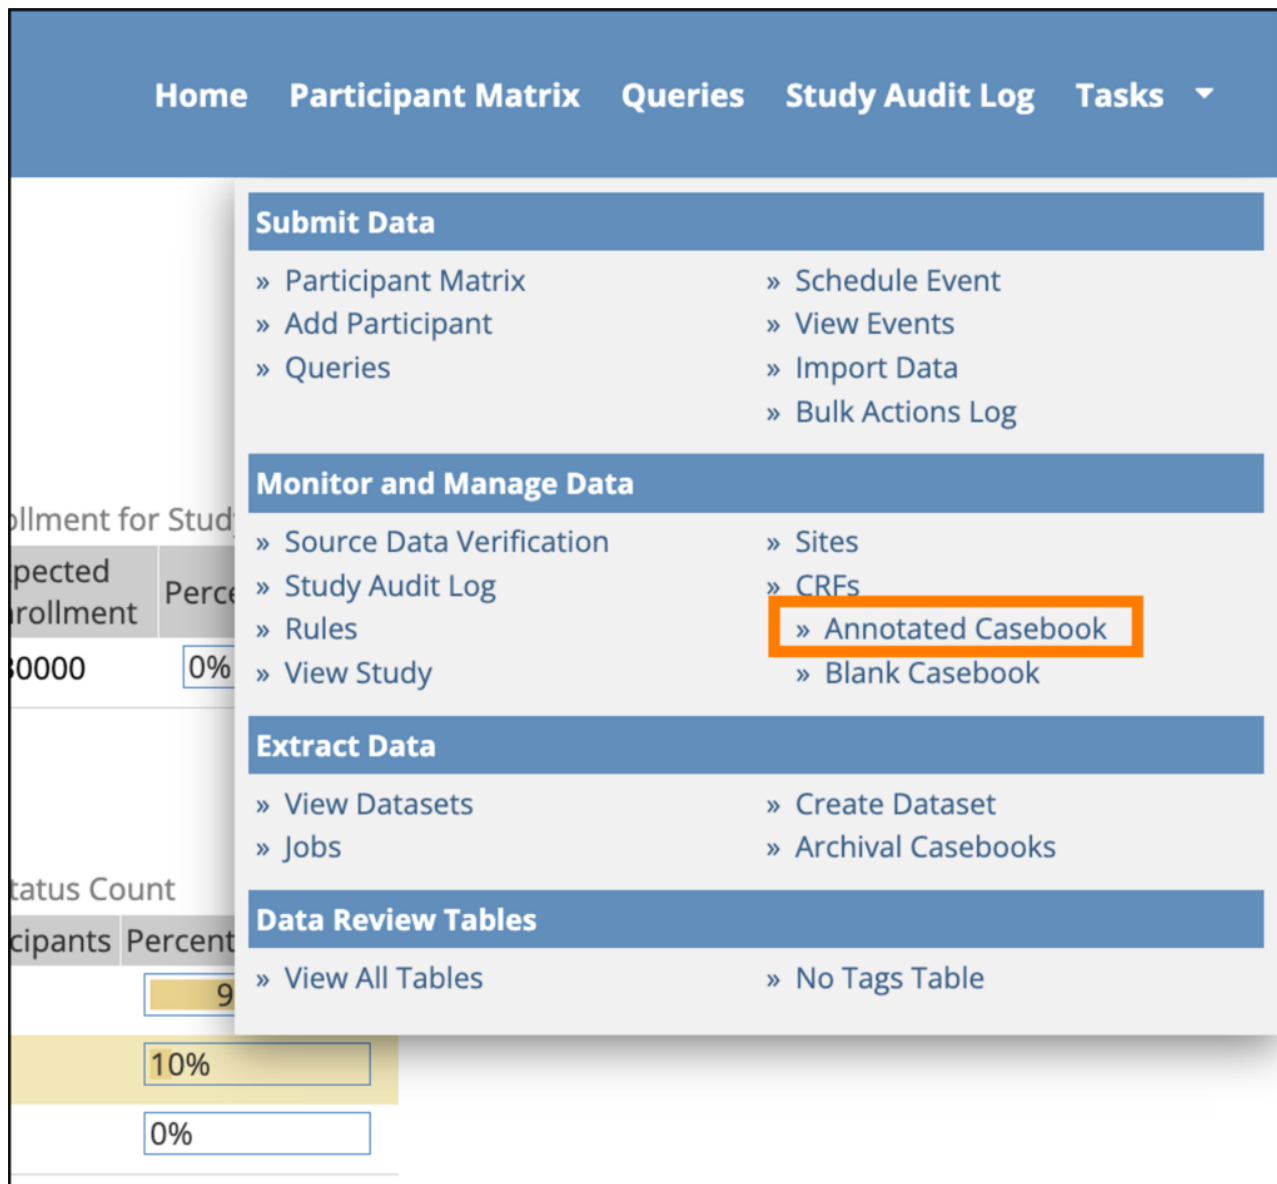 Home Participant Matrix Queries Study Audit Log Tasks
Submit Data
» Participant Matrix
» Add Participant
» Queries
» Schedule Event
» View Events
» Import Data
» Bulk Actions Log
Monitor and Manage Data
» Source Data Verification
» Study Audit Log
» Rules
» View Study
» Sites
» CRFs
» Annotated Casebook
» Blank Casebook
Extract Data
» View Datasets
» Jobs
» Create Dataset
» Archival Casebooks
Data Review Tables
» View All Tables
» No Tags Table
for
0%
Count
Percent
10%
0%